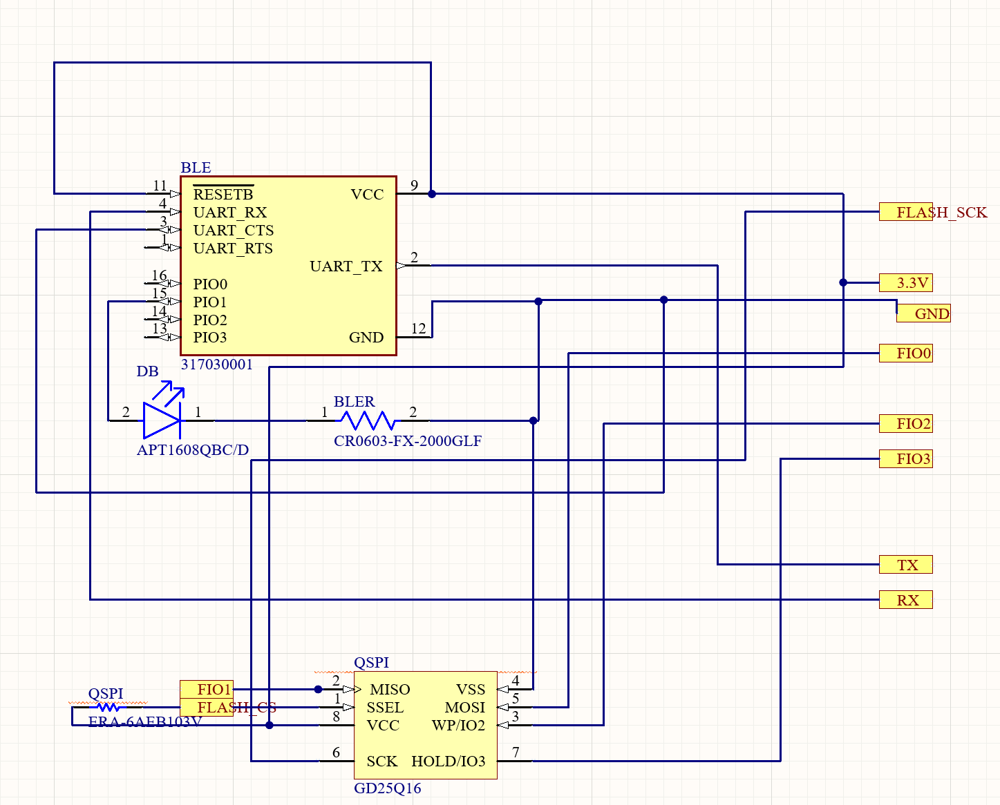 BLE
11 RESETB VCC 9
4 UART_RX
FLASH_SCK
3 UART_CTS
1 UART_RTS
UART_TX 2
16 PIO0
3.3V
15 PIO1
GND
14 PIO2
13 PIO3 GND 12
FIO0
317030001
DB
BLER
2 1 1 2
FIO2
CR0603-FX-2000GLF
APT1608QBC/D
FIO3
TX
RX
QSPI
2 MISO VSS 4
FIO1
QSPI
1 SSEL MOSI 5
FLASH_CS
ERA-6AEB103V
8 VCC WP/IO2 3
6 SCK HOLD/IO3 7
GD25Q16